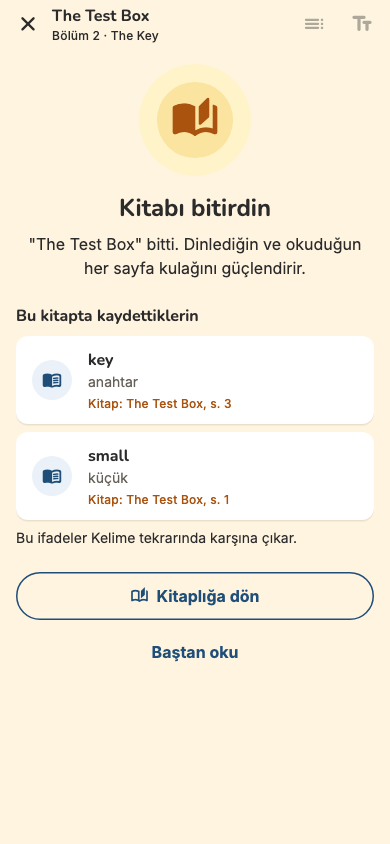 The Test Box
Bölüm 2 · The Key
Kitabı bitirdin
"The Test Box" bitti. Dinlediğin ve okuduğun
her sayfa kulağını güçlendirir.
Bu kitapta kaydettiklerin
key
anahtar
Kitap: The Test Box, s. 3
small
küçük
Kitap: The Test Box, s. 1
Bu ifadeler Kelime tekrarında karşına çıkar.
Kitaplığa dön
Baştan oku